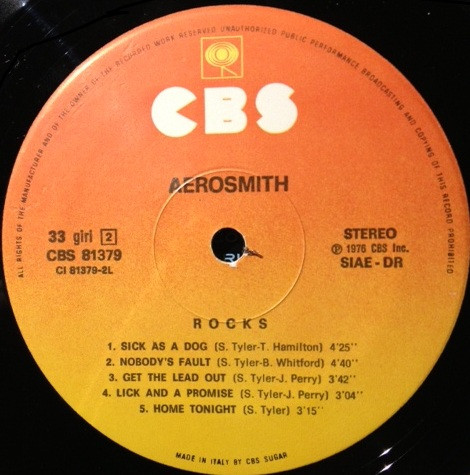 ALL RIGHTS OF THE MANUFACTURER AND OF THE OWNER OF THE RECORDED WORK RESERVED UNAUTHORIZED PUBLIC PERFORMANCE BROADCASTING AND COPYING OF THIS RECORD PROHIBITED
CBS
AEROSMITH
33 giri 2
CBS 81379
CI 81379-2L
STEREO
℗ 1976 CBS Inc.
SIAE - DR
ROCKS
1. SICK AS A DOG (S. Tyler-T. Hamilton) 4'25"
2. NOBODY'S FAULT (S. Tyler-B. Whitford) 4'40"
3. GET THE LEAD OUT (S. Tyler-J. Perry) 3'42"
4. LICK AND A PROMISE (S. Tyler-J. Perry) 3'04"
5. HOME TONIGHT (S. Tyler) 3'15"
MADE IN ITALY BY CBS SUGAR